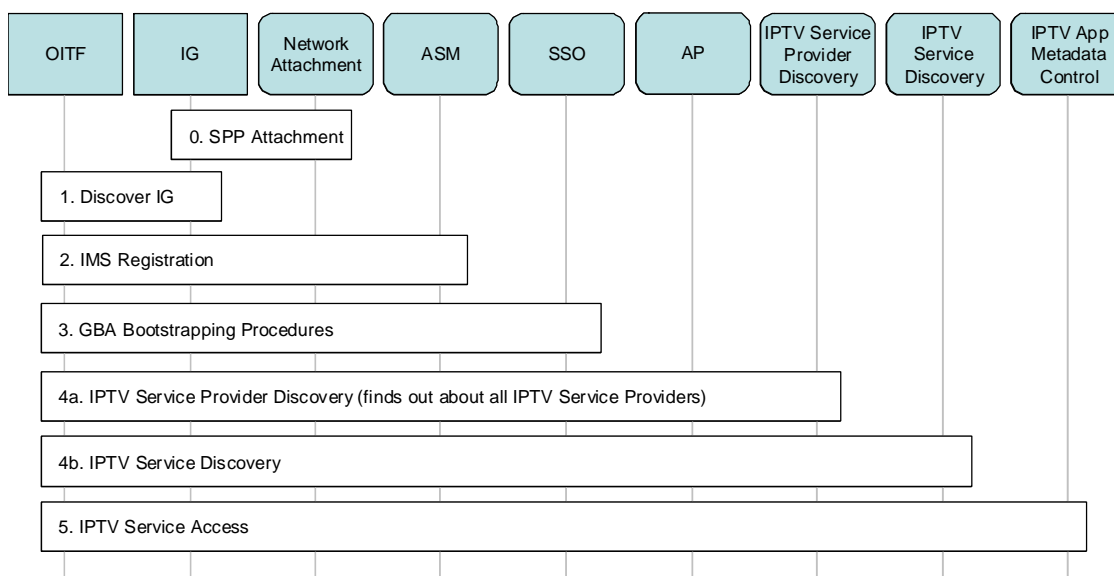 OITF
IG
Network
Attachment
ASM
SSO
AP
IPTV Service
Provider
Discovery
IPTV
Service
Discovery
IPTV App
Metadata
Control
0. SPP Attachment
1. Discover IG
2. IMS Registration
3. GBA Bootstrapping Procedures
4a. IPTV Service Provider Discovery (finds out about all IPTV Service Providers)
4b. IPTV Service Discovery
5. IPTV Service Access